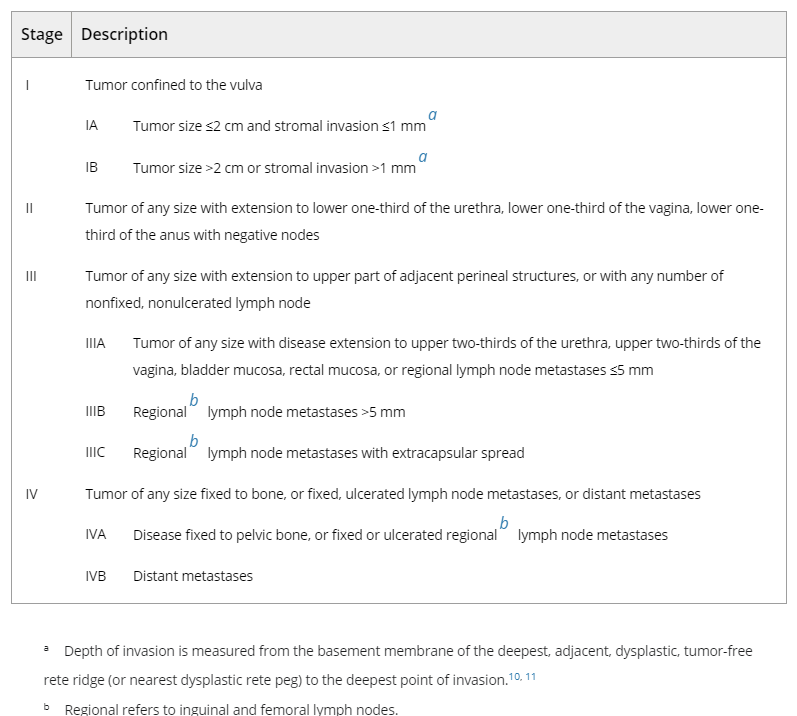 Stage Description
I Tumor confined to the vulva
IA Tumor size ≤2 cm and stromal invasion ≤1 mm a
IB Tumor size >2 cm or stromal invasion >1 mm a
II Tumor of any size with extension to lower one-third of the urethra, lower one-third of the vagina, lower one-
third of the anus with negative nodes
III Tumor of any size with extension to upper part of adjacent perineal structures, or with any number of
nonfixed, nonulcerated lymph node
IIIA Tumor of any size with disease extension to upper two-thirds of the urethra, upper two-thirds of the
vagina, bladder mucosa, rectal mucosa, or regional lymph node metastases ≤5 mm
IIIB Regional b lymph node metastases >5 mm
IIIC Regional b lymph node metastases with extracapsular spread
IV Tumor of any size fixed to bone, or fixed, ulcerated lymph node metastases, or distant metastases
IVA Disease fixed to pelvic bone, or fixed or ulcerated regional b lymph node metastases
IVB Distant metastases
a Depth of invasion is measured from the basement membrane of the deepest, adjacent, dysplastic, tumor-free
rete ridge (or nearest dysplastic rete peg) to the deepest point of invasion.10, 11
b Regional refers to inguinal and femoral lymph nodes.